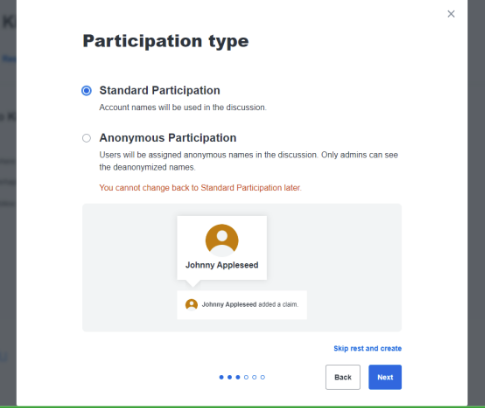 Participation type
Standard Participation
Account names will be used in the discussion.
Anonymous Participation
Users will be assigned anonymous names in the discussion. Only admins can see
the deanonymized names.
You cannot change back to Standard Participation later.
Johnny Appleseed
Johnny Appleseed added a claim.
Skip rest and create
Back
Next